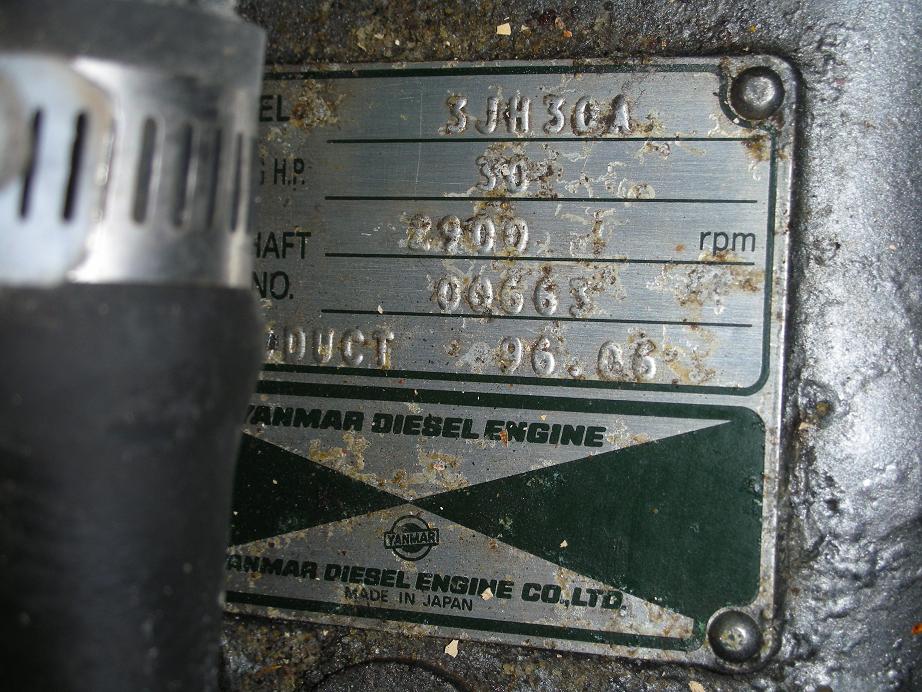 EL 3JH30A
G H.P. 30
HAFT 2900 rpm
NO. 00663
ODUCT 96.06
YANMAR DIESEL ENGINE
YANMAR
YANMAR DIESEL ENGINE CO.,LTD.
MADE IN JAPAN